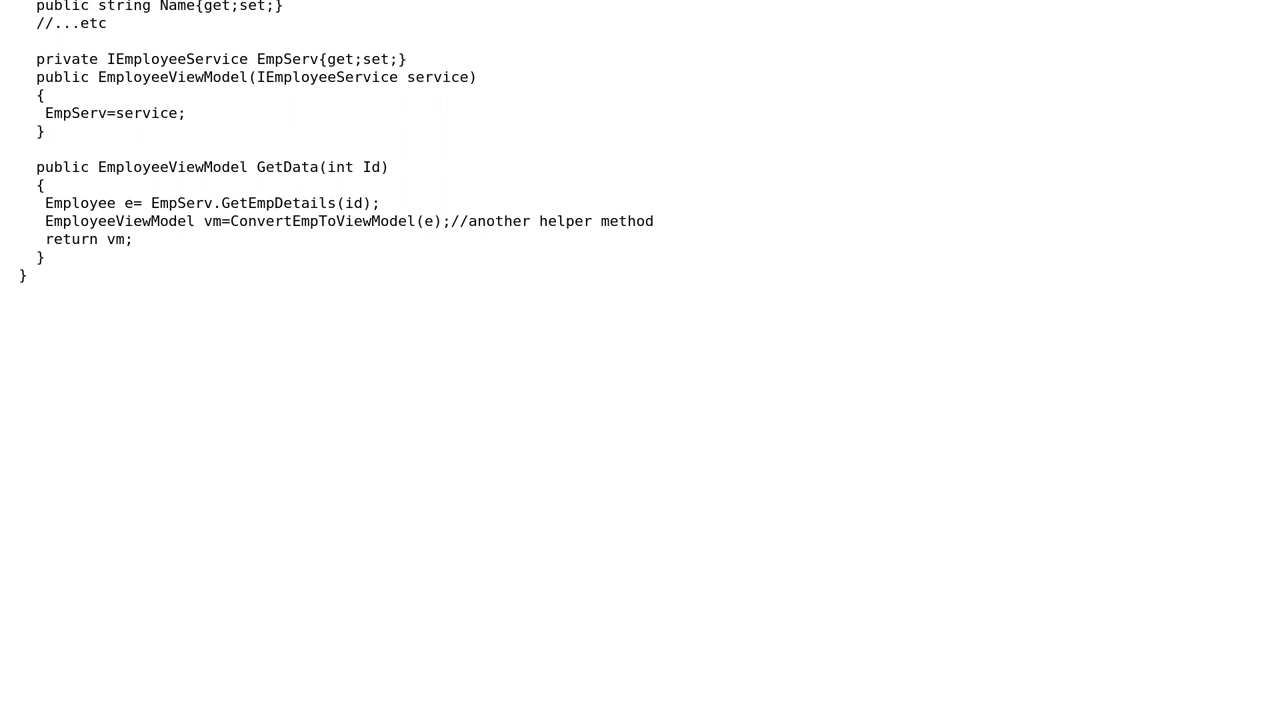 public string Name{get;set;}
//...etc
private IEmployeeService EmpServ{get;set;}
public EmployeeViewModel(IEmployeeService service)
{
EmpServ=service;
}
public EmployeeViewModel GetData(int Id)
{
Employee e= EmpServ.GetEmpDetails(id);
EmployeeViewModel vm=ConvertEmpToViewModel(e);//another helper method
return vm;
}
}